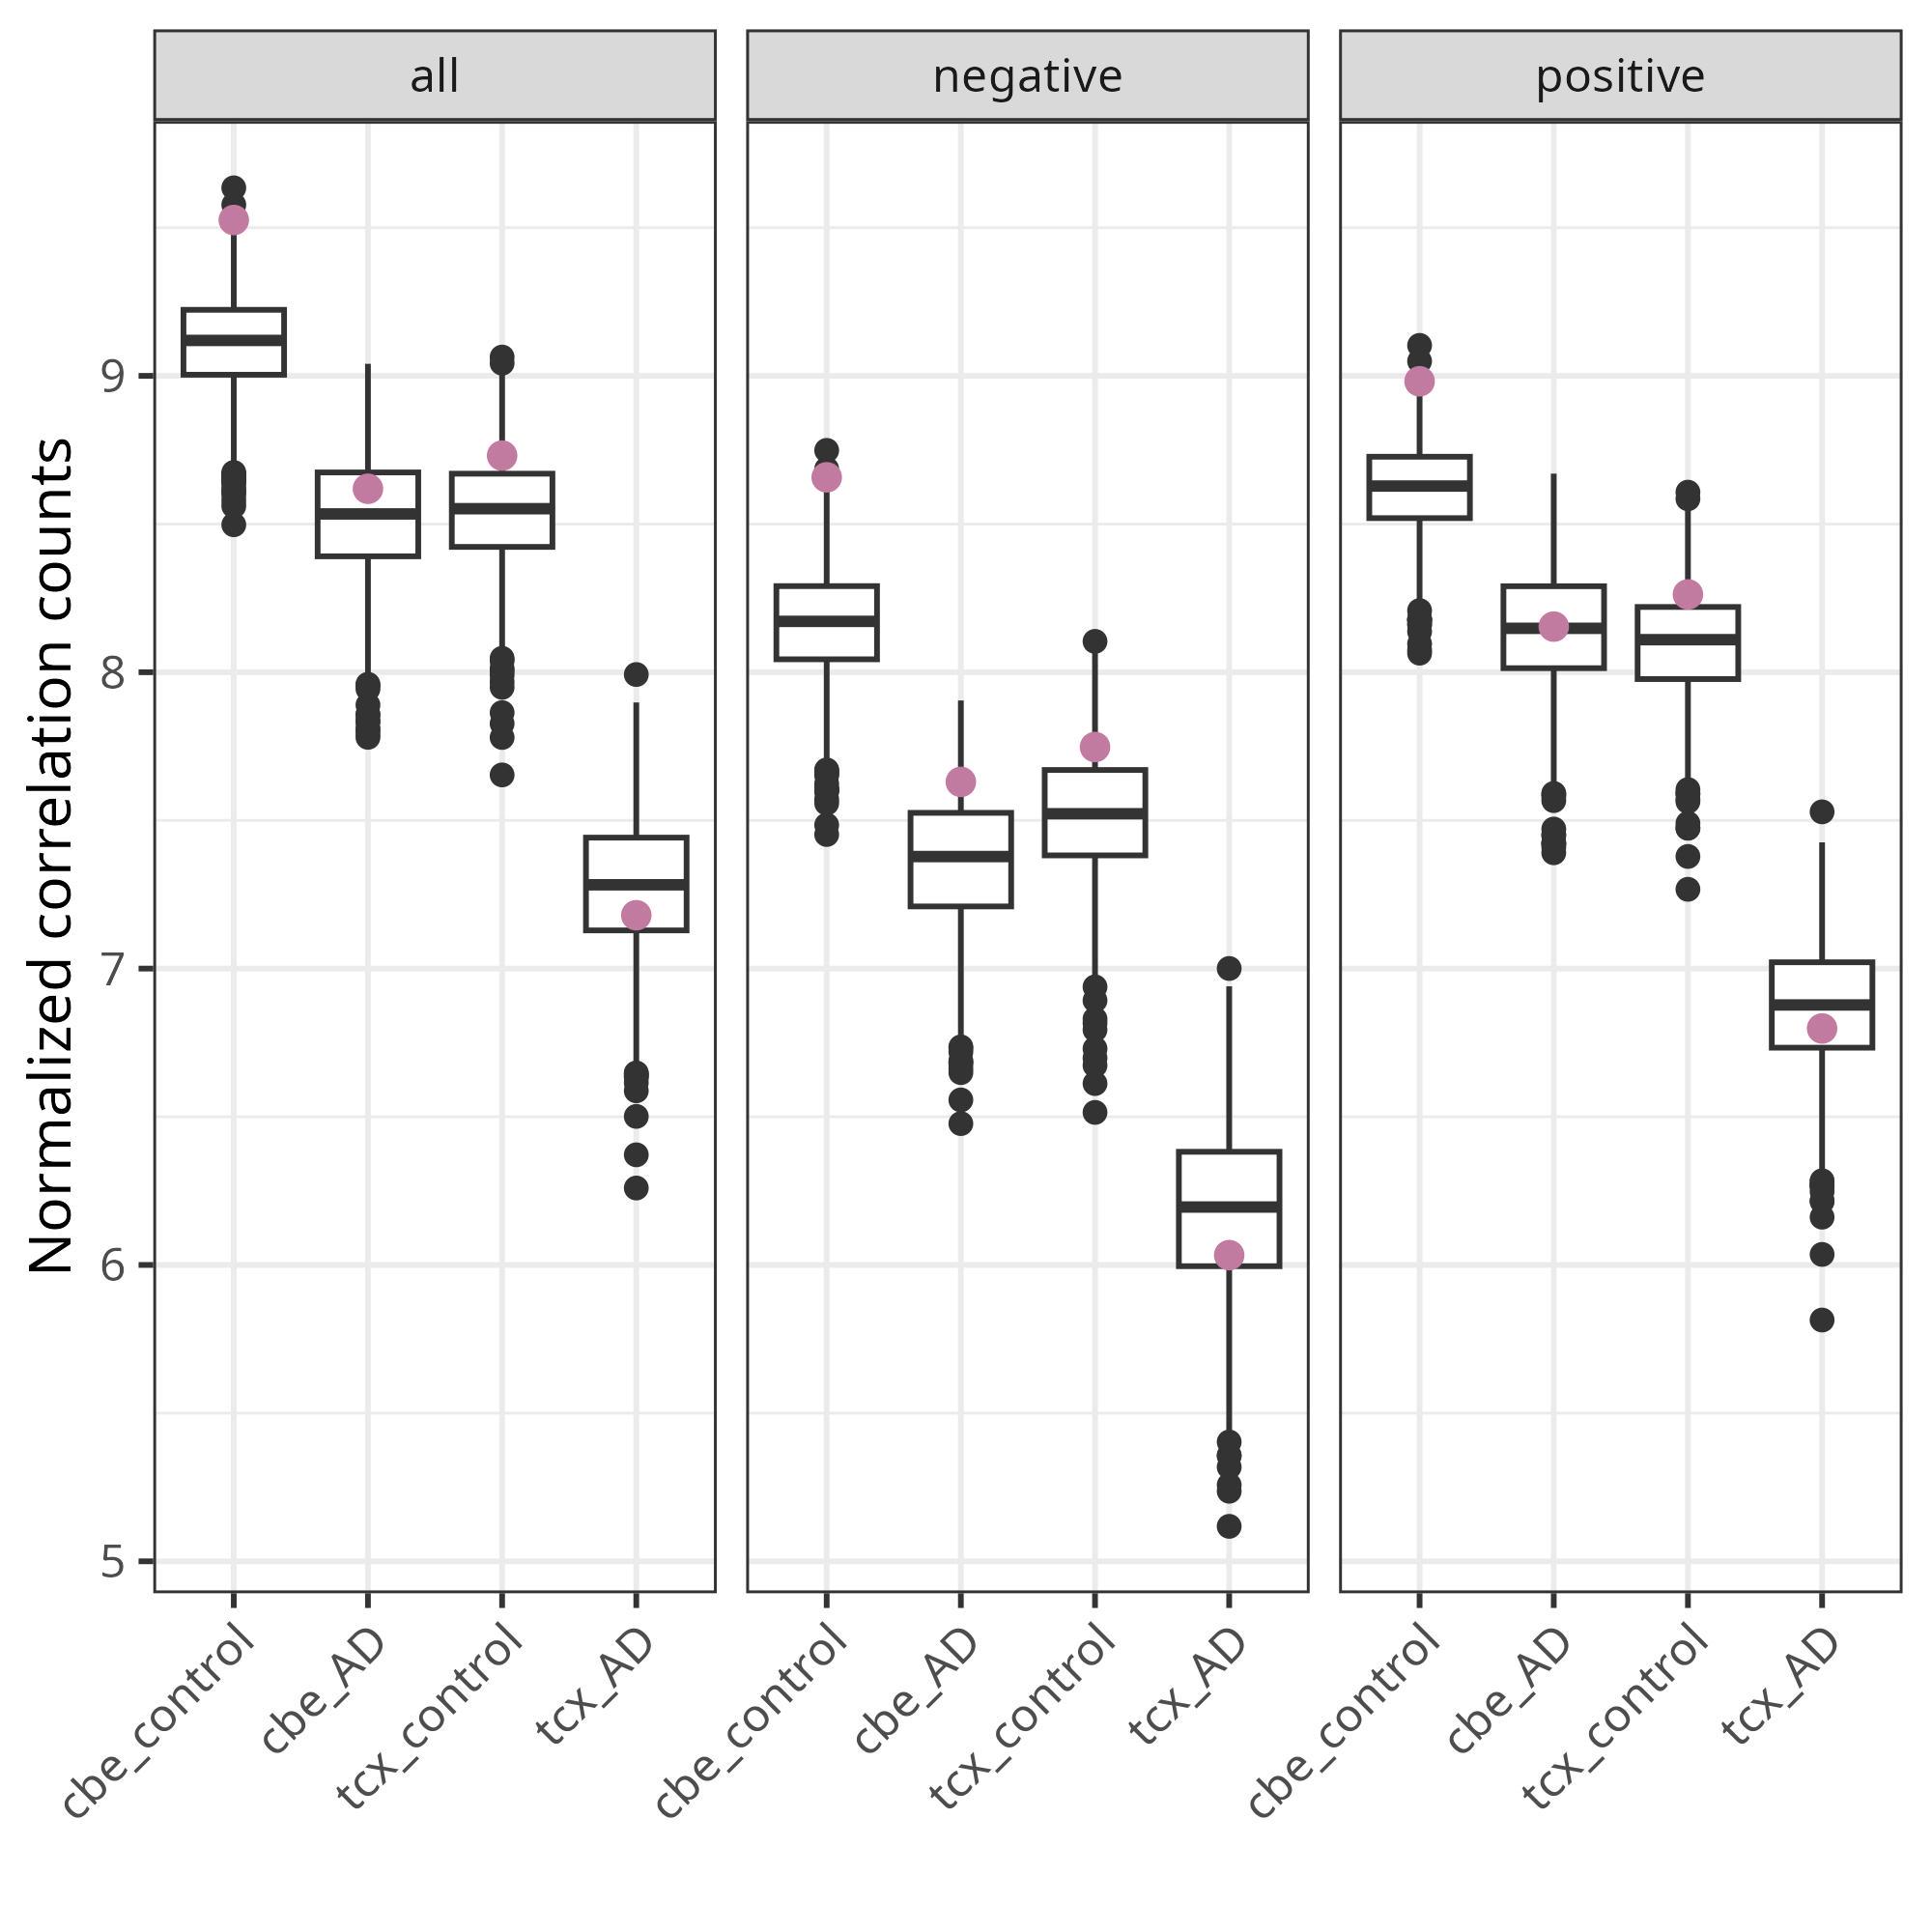 all
negative
positive
Normalized correlation counts
9
8
7
6
5
cbe_control
cbe_AD
tcx_control
tcx_AD
cbe_control
cbe_AD
tcx_control
tcx_AD
cbe_control
cbe_AD
tcx_control
tcx_AD